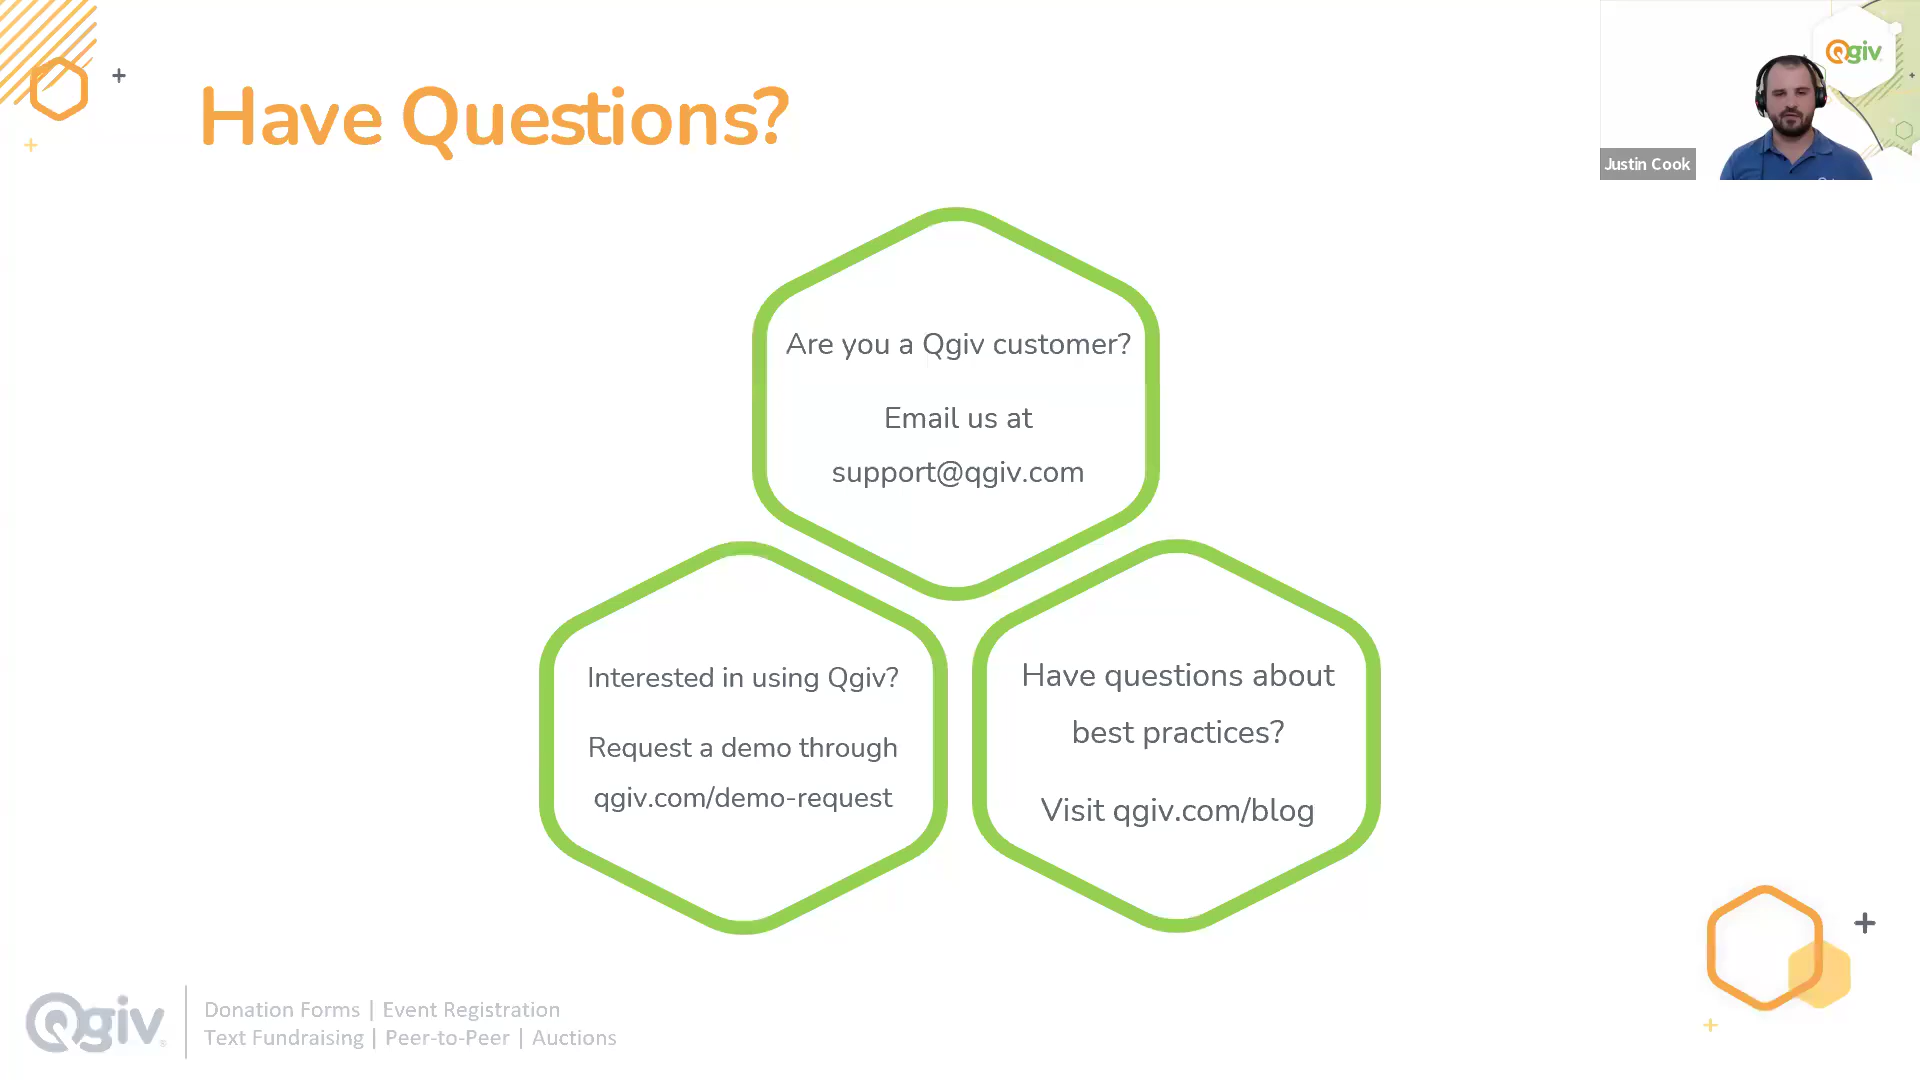 Have Questions?
Qgiv
Justin Cook
Are you a Qgiv customer?
Email us at
support@qgiv.com
Interested in using Qgiv?
Request a demo through
qgiv.com/demo-request
Have questions about
best practices?
Visit qgiv.com/blog
Qgiv
Donation Forms | Event Registration
Text Fundraising | Peer-to-Peer | Auctions